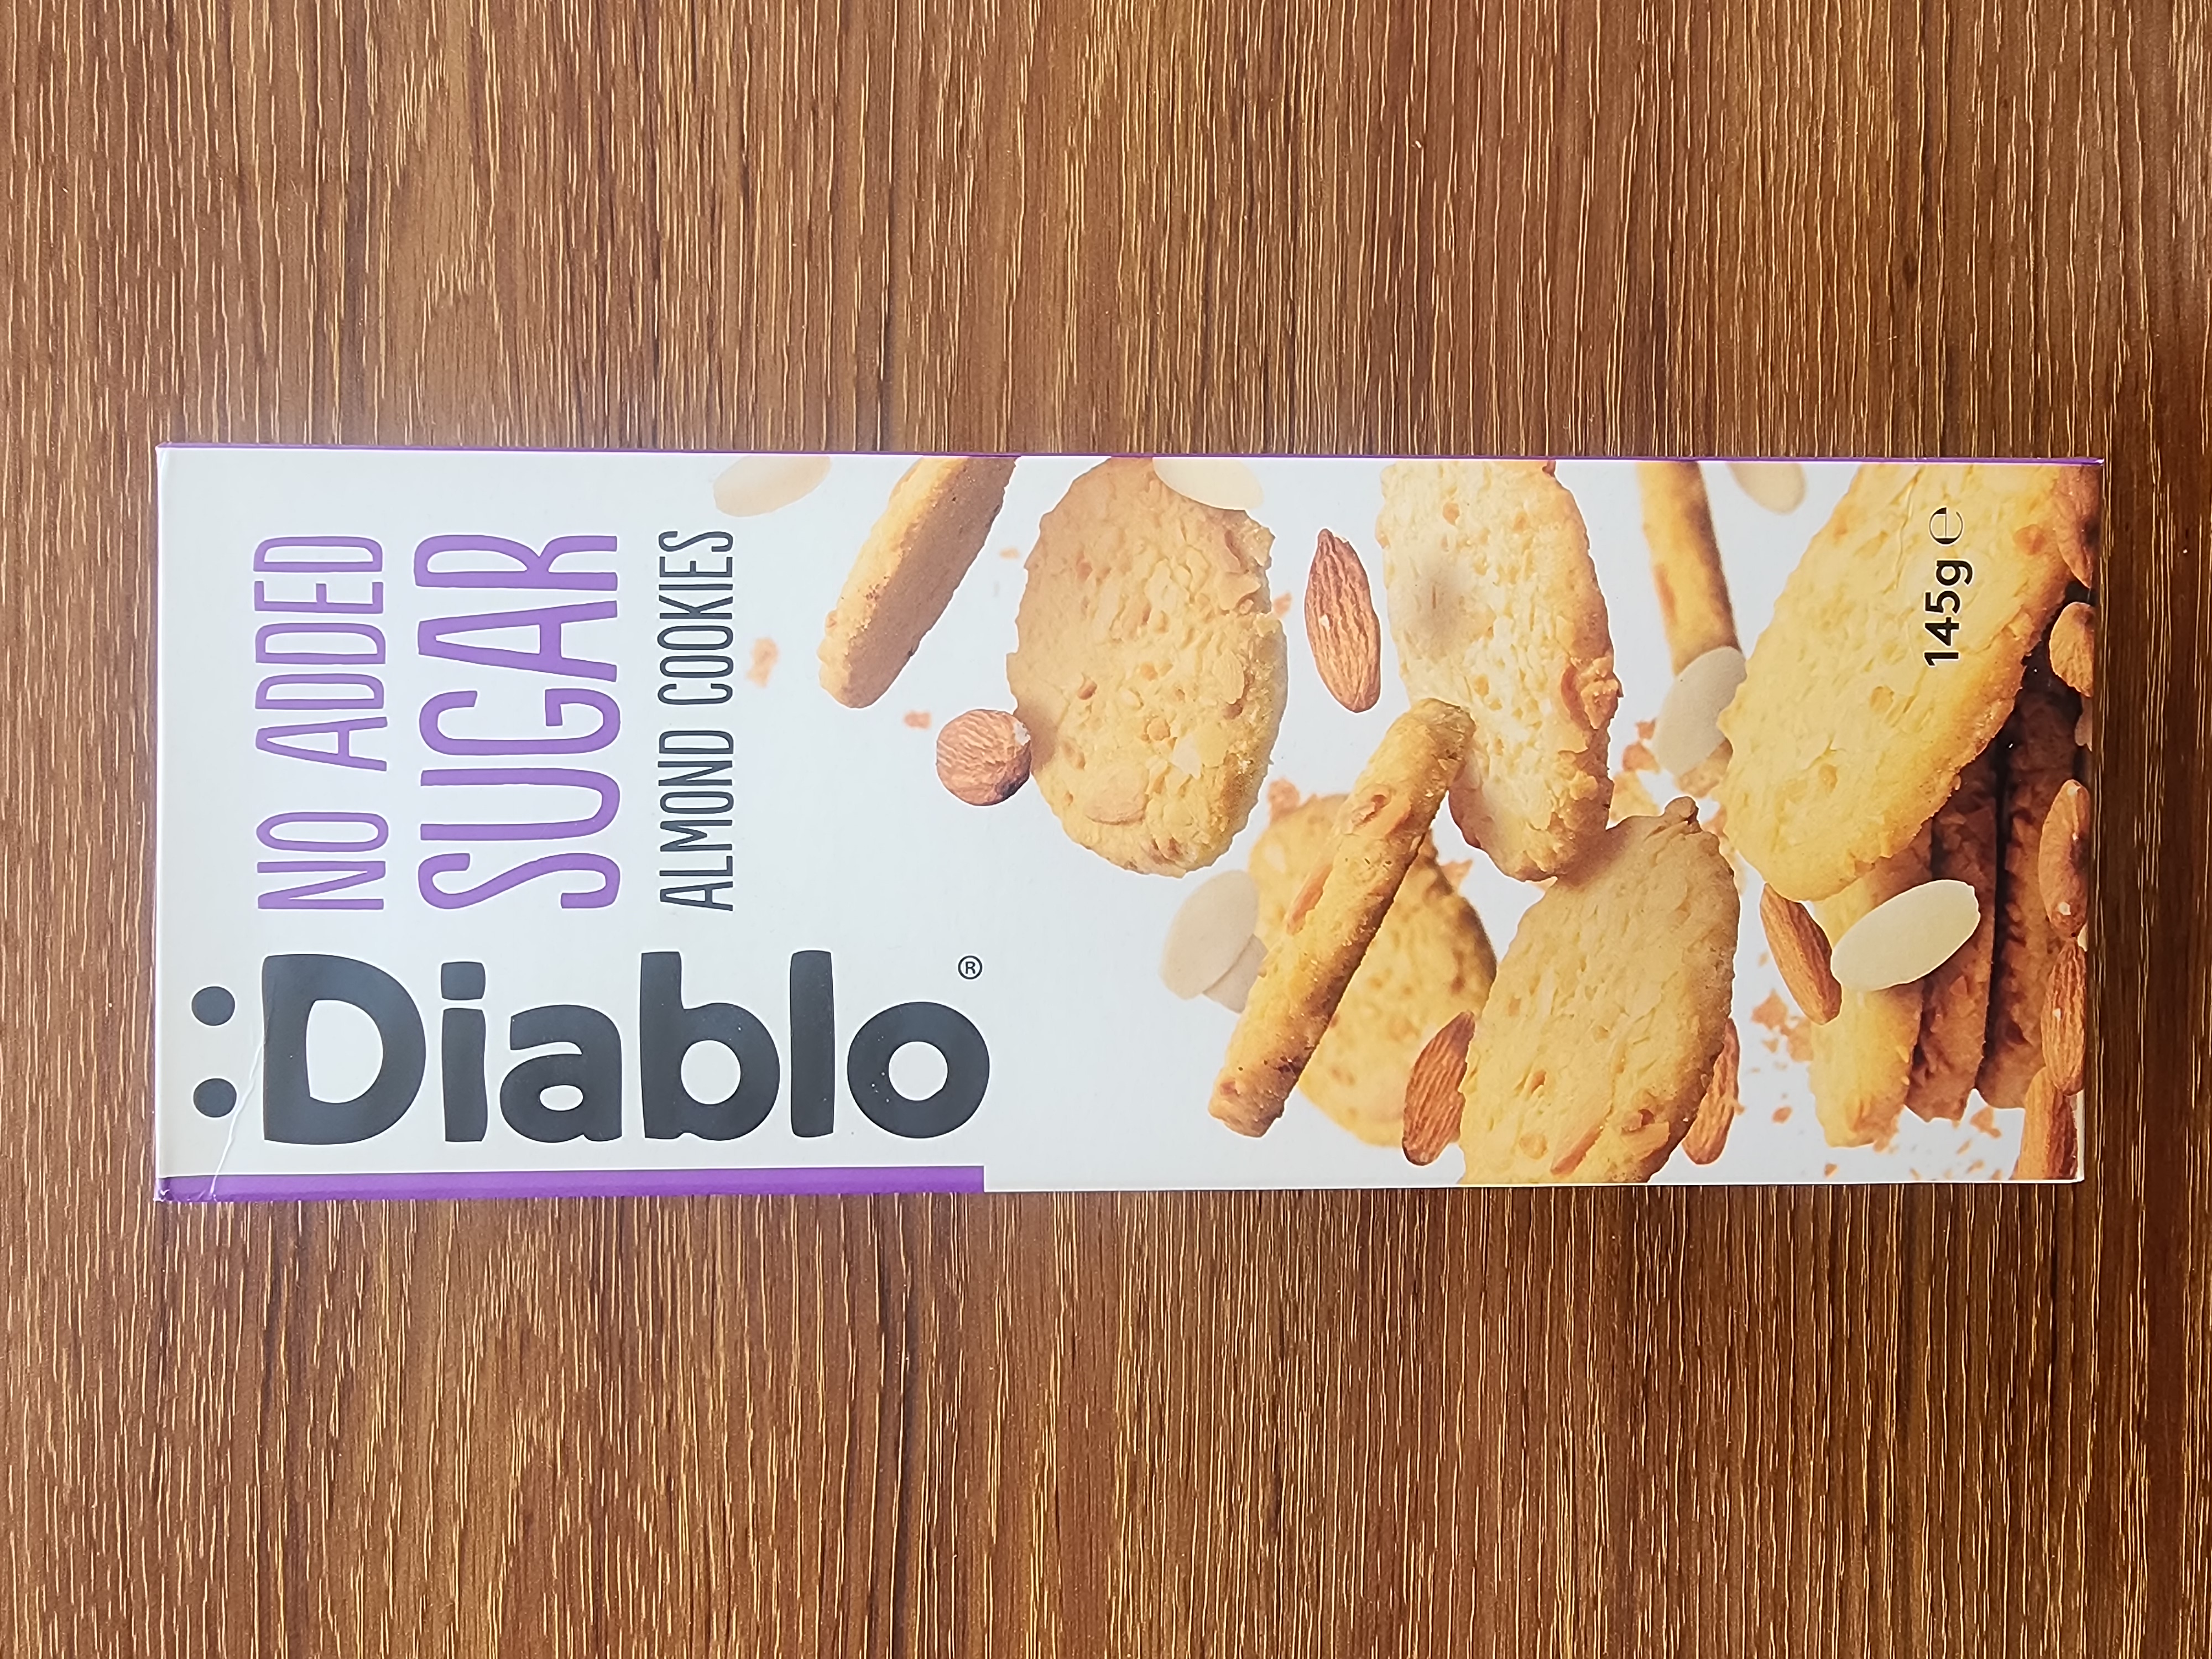 :Diablo®
NO ADDED
SUGAR
ALMOND COOKIES
145g ℮